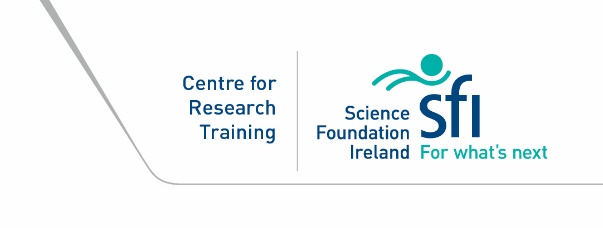 Centre for
Research
Training
Science
Foundation
Ireland
sfi
For what's next